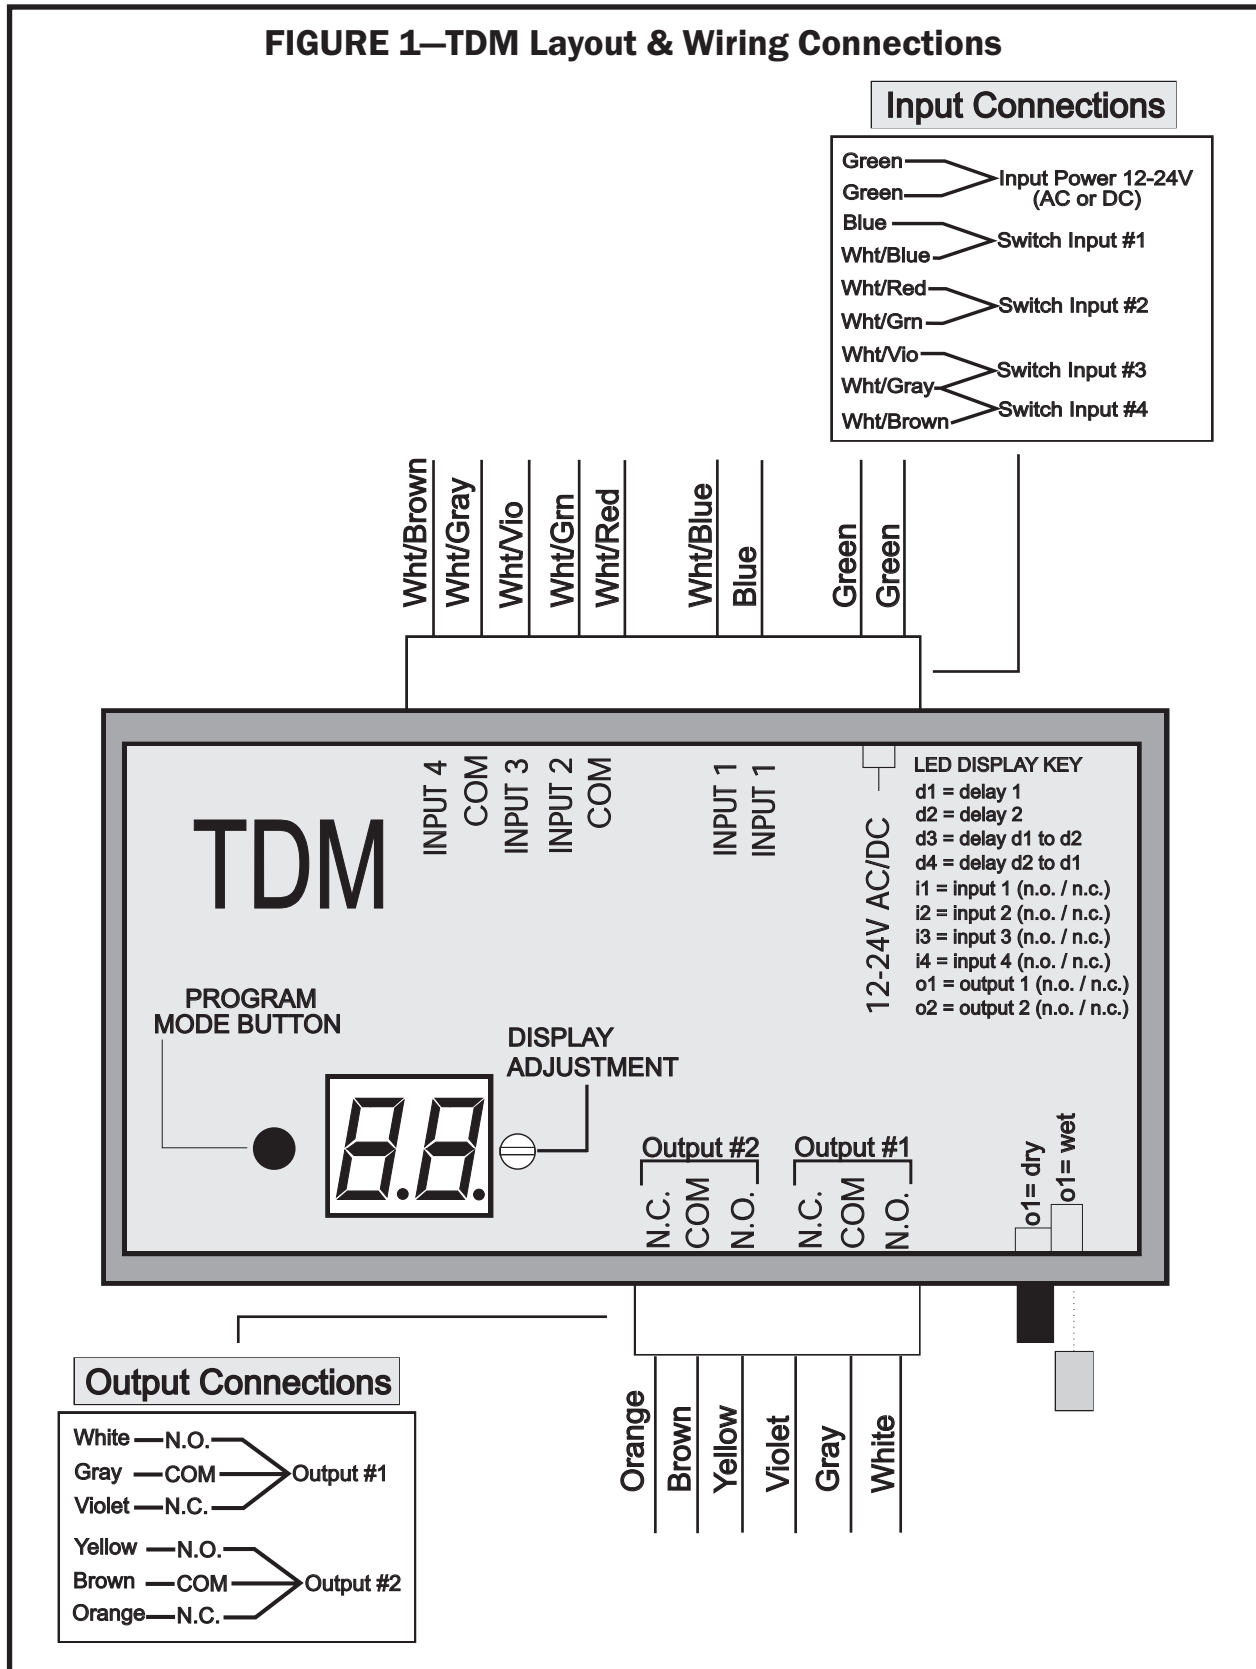 FIGURE 1—TDM Layout & Wiring Connections
Input Connections
Green
Green
Input Power 12-24V
(AC or DC)
Blue
Wht/Blue
Switch Input #1
Wht/Red
Wht/Grn
Switch Input #2
Wht/Vio
Wht/Gray
Wht/Brown
Switch Input #3
Switch Input #4
Wht/Brown
Wht/Gray
Wht/Vio
Wht/Grn
Wht/Red
Wht/Blue
Blue
Green
Green
TDM
INPUT 4
COM
INPUT 3
INPUT 2
COM
INPUT 1
INPUT 1
12-24V AC/DC
LED DISPLAY KEY
d1 = delay 1
d2 = delay 2
d3 = delay d1 to d2
d4 = delay d2 to d1
i1 = input 1 (n.o. / n.c.)
i2 = input 2 (n.o. / n.c.)
i3 = input 3 (n.o. / n.c.)
i4 = input 4 (n.o. / n.c.)
o1 = output 1 (n.o. / n.c.)
o2 = output 2 (n.o. / n.c.)
PROGRAM
MODE BUTTON
8.8.
DISPLAY
ADJUSTMENT
Output #2
N.C.
COM
N.O.
Output #1
N.C.
COM
N.O.
o1= dry
o1= wet
Orange
Brown
Yellow
Violet
Gray
White
Output Connections
White N.O.
Gray COM Output #1
Violet N.C.
Yellow N.O.
Brown COM Output #2
Orange N.C.